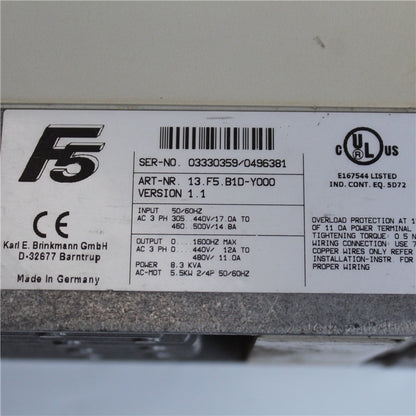 F5
SER-NO. 03330359/0496381
ART-NR. 13.F5.B1D-Y000
VERSION 1.1
INPUT 50/60HZ
AC 3 PH 305..440V/17.0A TO
460..500V/14.8A
OUTPUT 0... 1600HZ MAX
AC 3 PH 0.. 440V/ 12A TO
480V/ 11.0A
POWER 8.3 KVA
AC-MOT 5.5KW 2/4P 50/60HZ
CE
Karl E. Brinkmann GmbH
D-32677 Barntrup
Made in Germany
C UL US
E167544 LISTED
IND. CONT. EQ. 5D72
OVERLOAD PROTECTION AT 1
OF 11.0A POWER TERMINAL
TIGHTENING TORQUE: 0.5 N
WIRING CONNECTION: USE 7
COPPER WIRES ONLY REFER
INSTALLATION-INSTR. FOR
PROPER WIRING